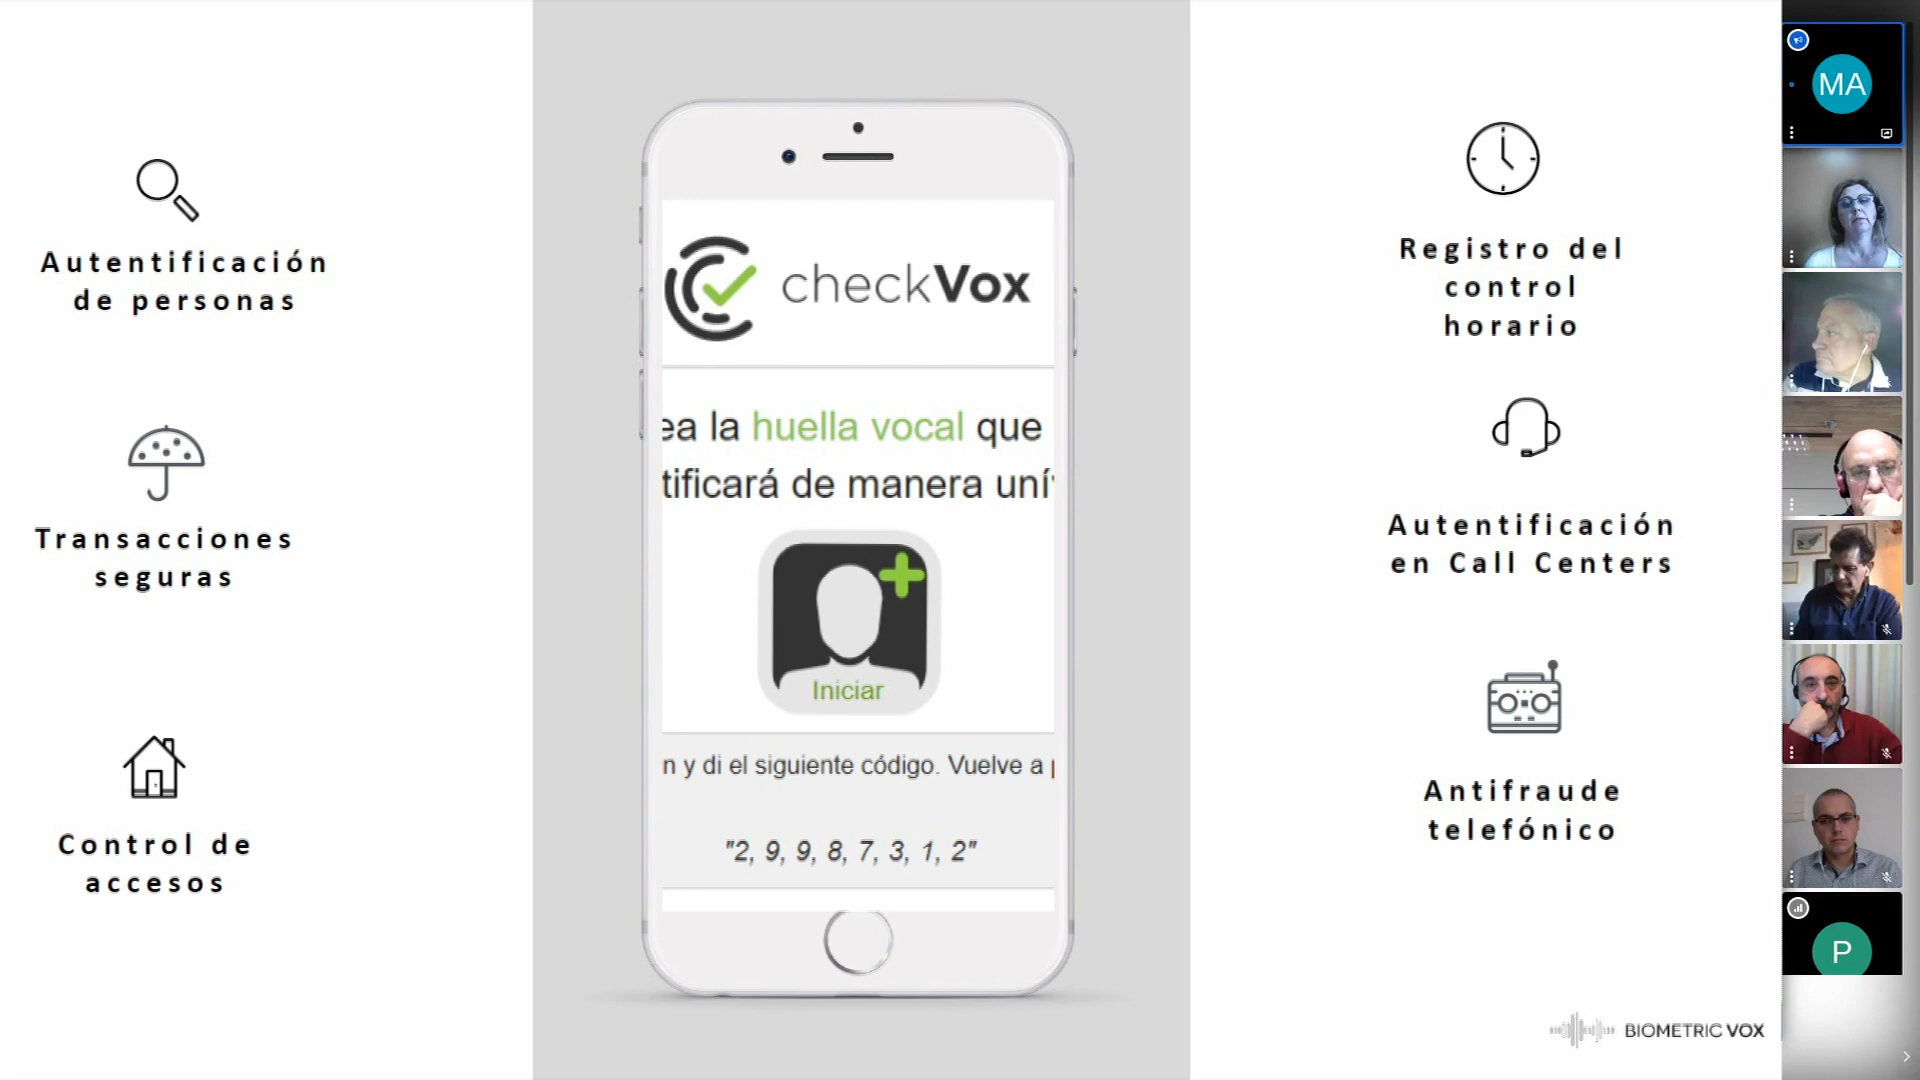 Autentificación
de personas
Transacciones
seguras
Control de
accesos
checkVox
ea la huella vocal que
tificará de manera uní
Iniciar
n y di el siguiente código. Vuelve a
"2, 9, 9, 8, 7, 3, 1, 2"
Registro del
control
horario
Autentificación
en Call Centers
Antifraude
telefónico
BIOMETRIC VOX
MA
P